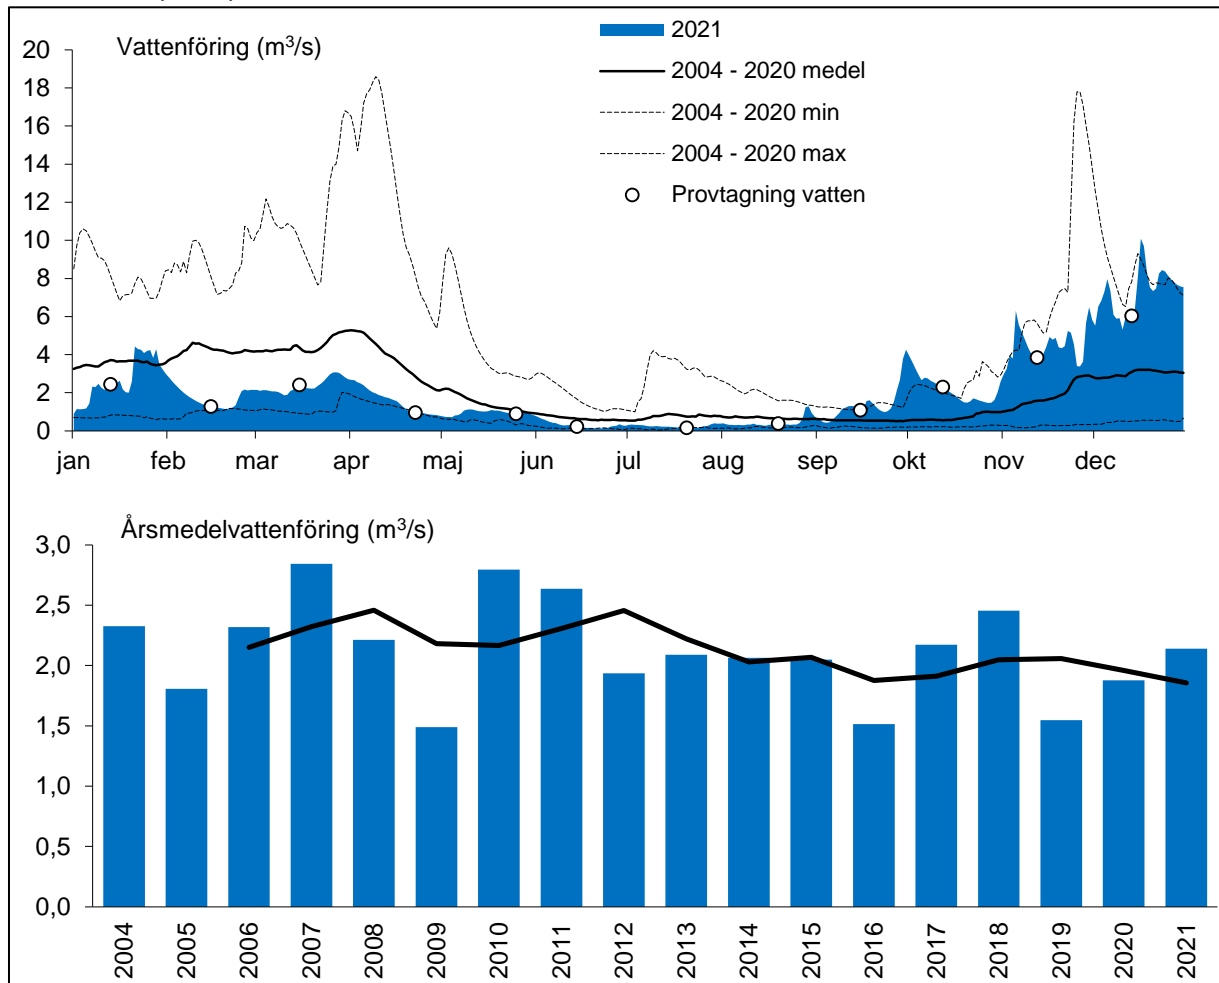 Vattenföring (m³/s)
2021
2004 - 2020 medel
2004 - 2020 min
2004 - 2020 max
Provtagning vatten
20
18
16
14
12
10
8
6
4
2
0
jan feb mar apr maj jun jul aug sep okt nov dec
Årsmedelvattenföring (m³/s)
3,0
2,5
2,0
1,5
1,0
0,5
0,0
2004 2005 2006 2007 2008 2009 2010 2011 2012 2013 2014 2015 2016 2017 2018 2019 2020 2021